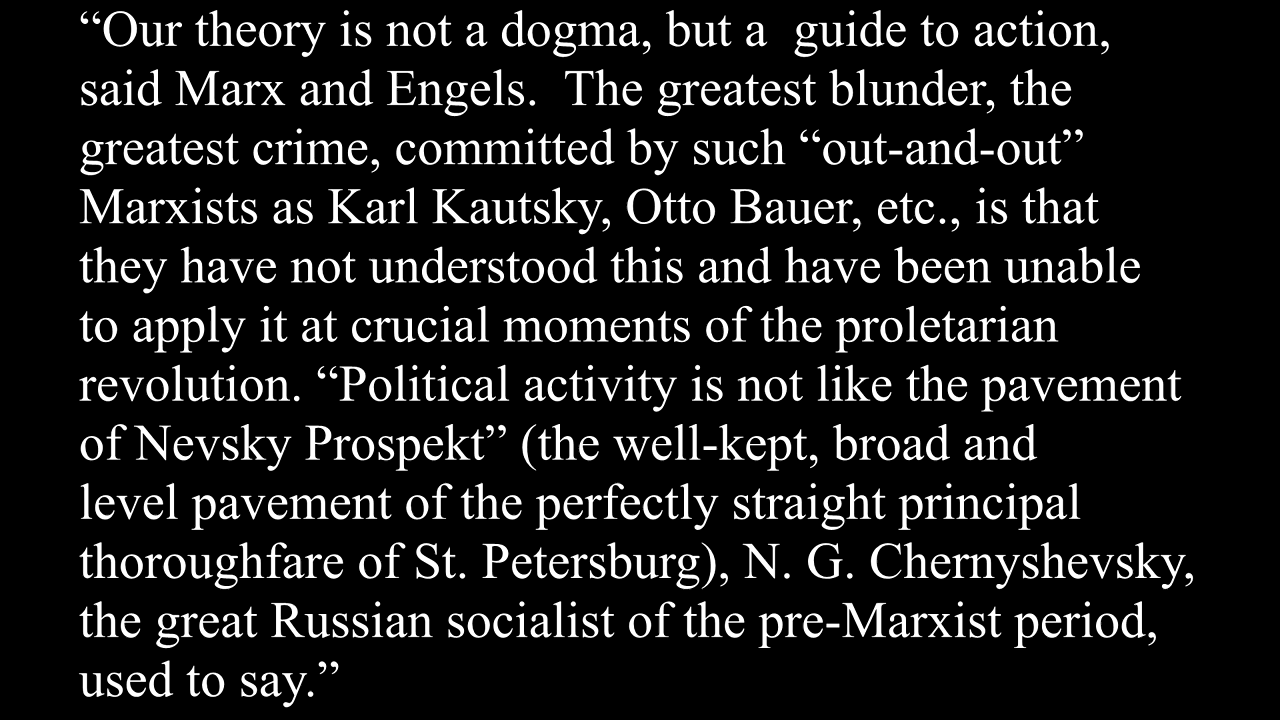 “Our theory is not a dogma, but a  guide to action,
said Marx and Engels.  The greatest blunder, the
greatest crime, committed by such “out-and-out”
Marxists as Karl Kautsky, Otto Bauer, etc., is that
they have not understood this and have been unable
to apply it at crucial moments of the proletarian
revolution. “Political activity is not like the pavement
of Nevsky Prospekt” (the well-kept, broad and
level pavement of the perfectly straight principal
thoroughfare of St. Petersburg), N. G. Chernyshevsky,
the great Russian socialist of the pre-Marxist period,
used to say.”